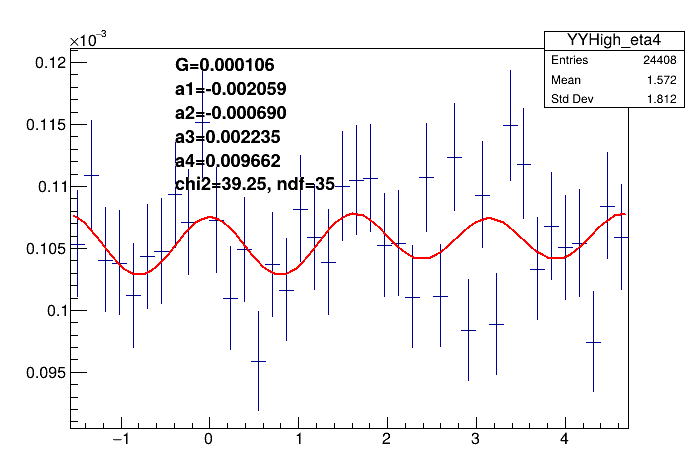 ×10⁻³
YYHigh_eta4
Entries 24408
Mean 1.572
Std Dev 1.812
G=0.000106
a1=-0.002059
a2=-0.000690
a3=0.002235
a4=0.009662
chi2=39.25, ndf=35
0.12
0.115
0.11
0.105
0.1
0.095
−1 0 1 2 3 4